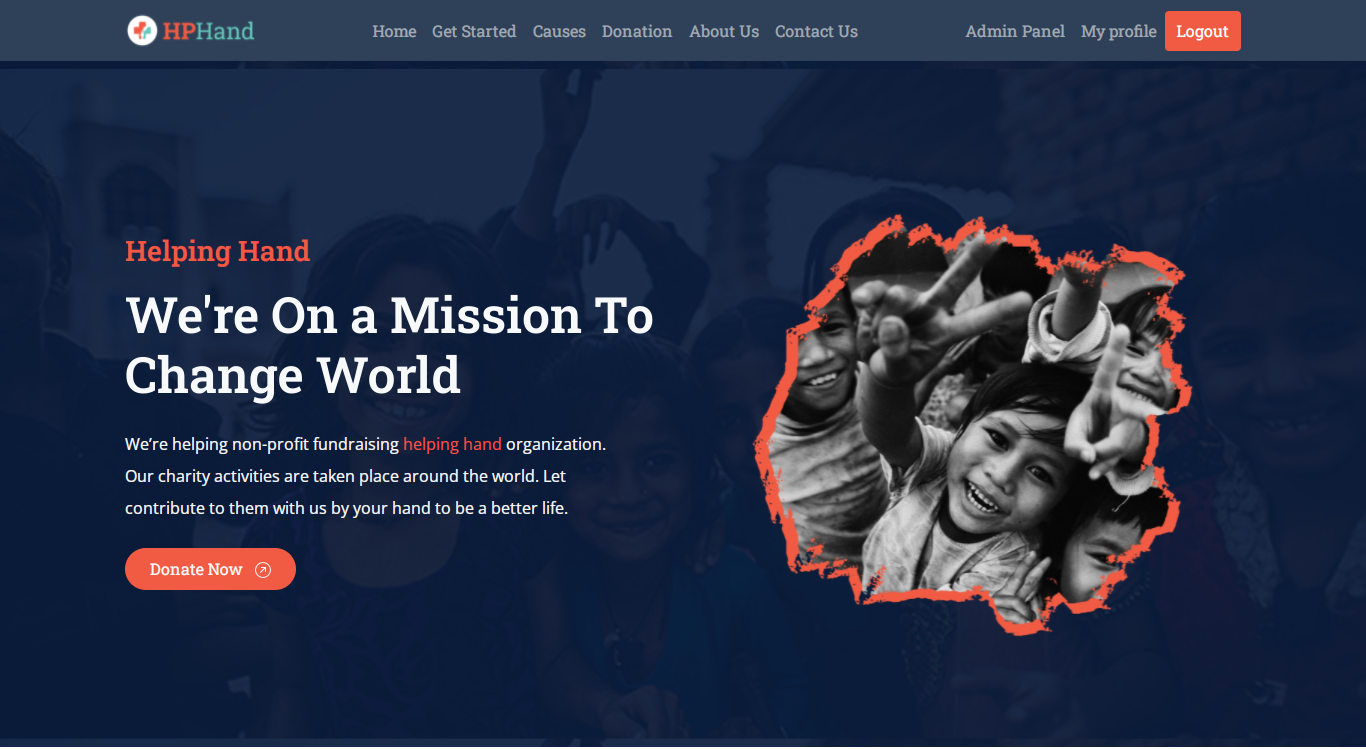 HPHand
Home Get Started Causes Donation About Us Contact Us Admin Panel My profile Logout
Helping Hand
We're On a Mission To
Change World
We’re helping non-profit fundraising helping hand organization.
Our charity activities are taken place around the world. Let
contribute to them with us by your hand to be a better life.
Donate Now